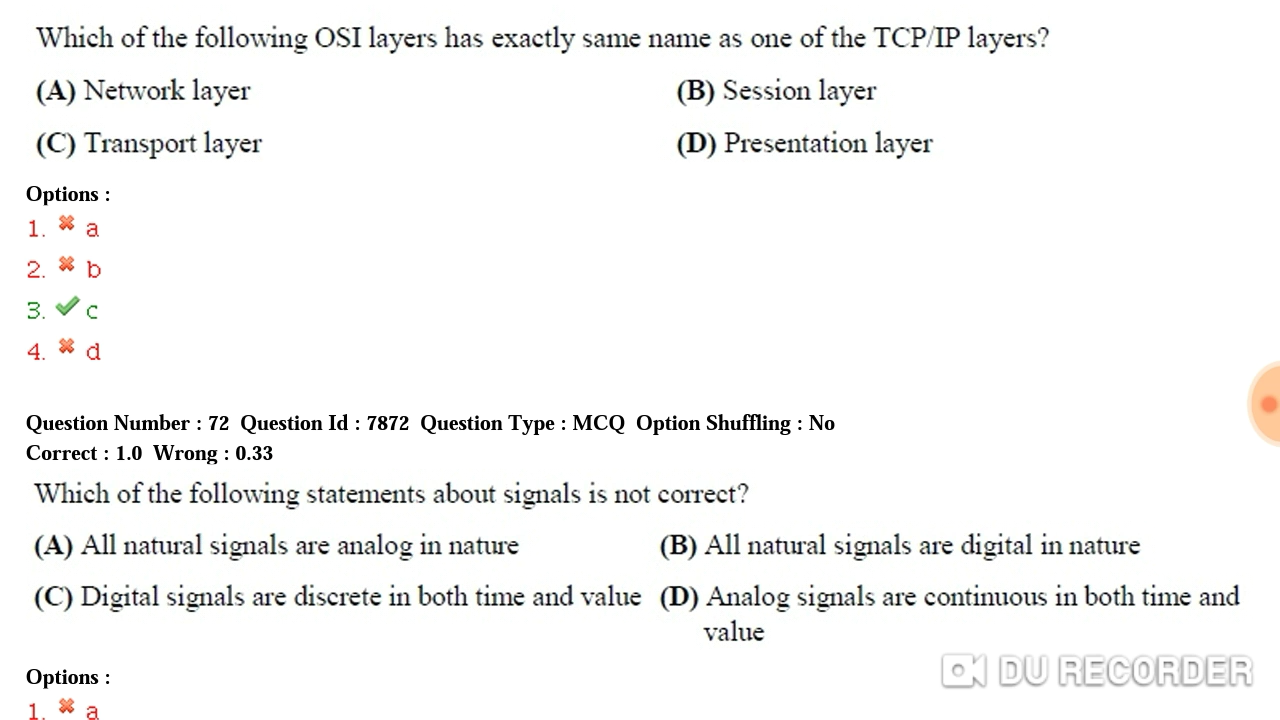 Which of the following OSI layers has exactly same name as one of the TCP/IP layers?
(A) Network layer (B) Session layer
(C) Transport layer (D) Presentation layer
Options :
1. a
2. b
3. c
4. d
Question Number : 72 Question Id : 7872 Question Type : MCQ Option Shuffling : No
Correct : 1.0 Wrong : 0.33
Which of the following statements about signals is not correct?
(A) All natural signals are analog in nature (B) All natural signals are digital in nature
(C) Digital signals are discrete in both time and value (D) Analog signals are continuous in both time and
value
DU RECORDER
Options :
1. a